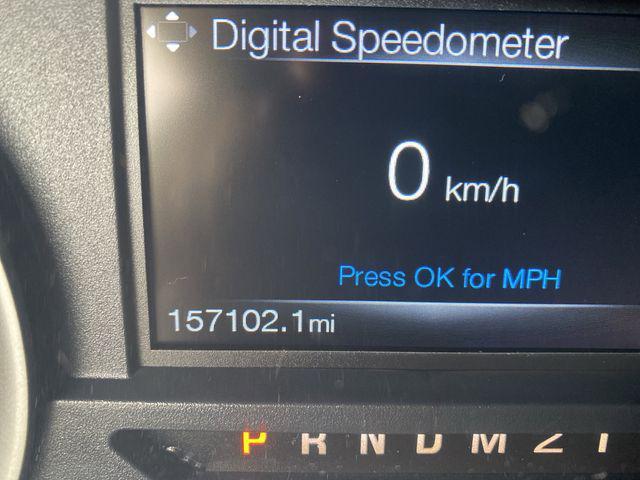 Digital Speedometer
0 km/h
Press OK for MPH
157102.1mi
P R N D M 2 1